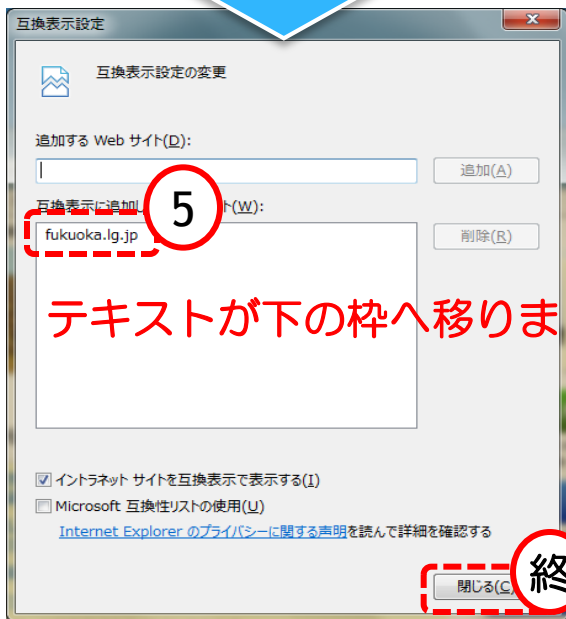 互換表示設定
互換表示設定の変更
追加する Web サイト(D):
追加(A)
互換表示に追加し
ト(W):
5
fukuoka.lg.jp
削除(R)
テキストが下の枠へ移りま
イントラネット サイトを互換表示で表示する(I)
Microsoft 互換性リストの使用(U)
Internet Explorer のプライバシーに関する声明を読んで詳細を確認する
閉じる(C)
終